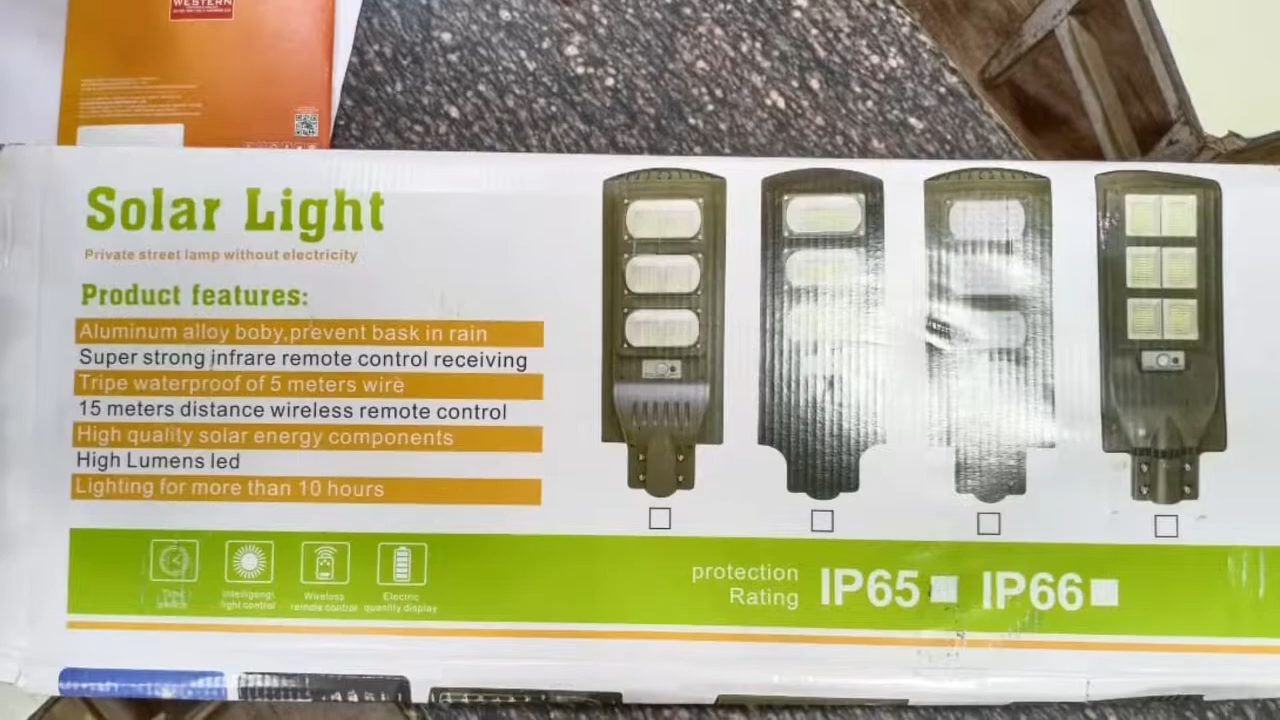 WESTERN
Solar Light
Private street lamp without electricity
Product features:
Aluminum alloy boby,prevent bask in rain
Super strong infrare remote control receiving
Tripe waterproof of 5 meters wire
15 meters distance wireless remote control
High quality solar energy components
High Lumens led
Lighting for more than 10 hours
light control
Wireless
remote control
Electric
quantity display
protection
Rating
IP65
IP66